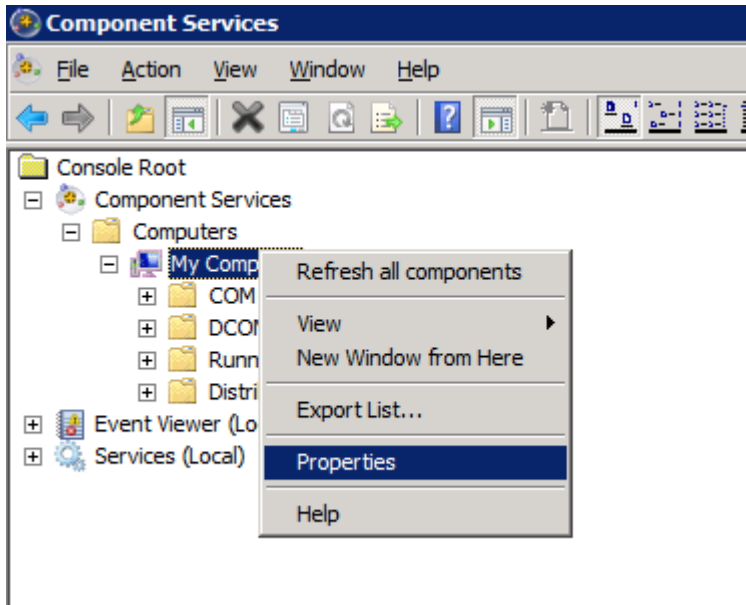 Component Services
File Action View Window Help
Console Root
Component Services
Computers
My Comp
COM
DCOM
Runn
Distri
Event Viewer (Lo
Services (Local)
Refresh all components
View
New Window from Here
Export List...
Properties
Help